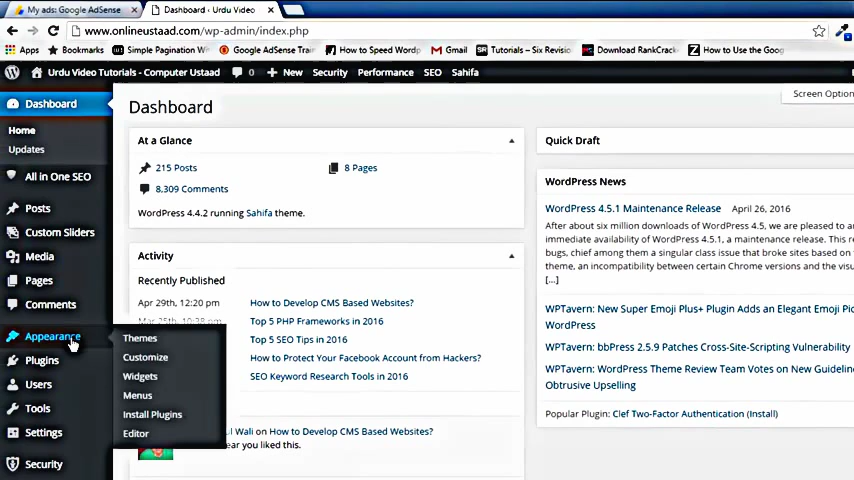 My ads: Google AdSense
Dashboard ‹ Urdu Video
www.onlineustaad.com/wp-admin/index.php
Apps
Bookmarks
Simple Pagination Wi
Google AdSense Train
How to Speed Wordp
Gmail
Tutorials – Six Revisio
Download RankCrack
How to Use the Goog
Urdu Video Tutorials - Computer Ustaad
0
+ New
Security
Performance
SEO
Sahifa
Dashboard
Home
Updates
All in One SEO
Posts
Custom Sliders
Media
Pages
Comments
Appearance
Plugins
Users
Tools
Settings
Security
Themes
Customize
Widgets
Menus
Install Plugins
Editor
Dashboard
Screen Option
At a Glance
215 Posts
8 Pages
8,309 Comments
WordPress 4.4.2 running Sahifa theme.
Activity
Recently Published
Apr 29th, 12:20 pm How to Develop CMS Based Websites?
Mar 25th, 10:38 pm Top 5 PHP Frameworks in 2016
Top 5 SEO Tips in 2016
How to Protect Your Facebook Account from Hackers?
SEO Keyword Research Tools in 2016
Wali on How to Develop CMS Based Websites?
ear you liked this.
Quick Draft
WordPress News
WordPress 4.5.1 Maintenance Release April 26, 2016
After about six million downloads of WordPress 4.5, we are pleased to an
immediate availability of WordPress 4.5.1, a maintenance release. This re
bugs, chief among them a singular class issue that broke sites based on
theme, an incompatibility between certain Chrome versions and the visu
[...]
WPTavern: New Super Emoji Plus+ Plugin Adds an Elegant Emoji Pic
WordPress
WPTavern: bbPress 2.5.9 Patches Cross-Site-Scripting Vulnerability
WPTavern: WordPress Theme Review Team Votes on New Guideline
Obtrusive Upselling
Popular Plugin: Clef Two-Factor Authentication (Install)